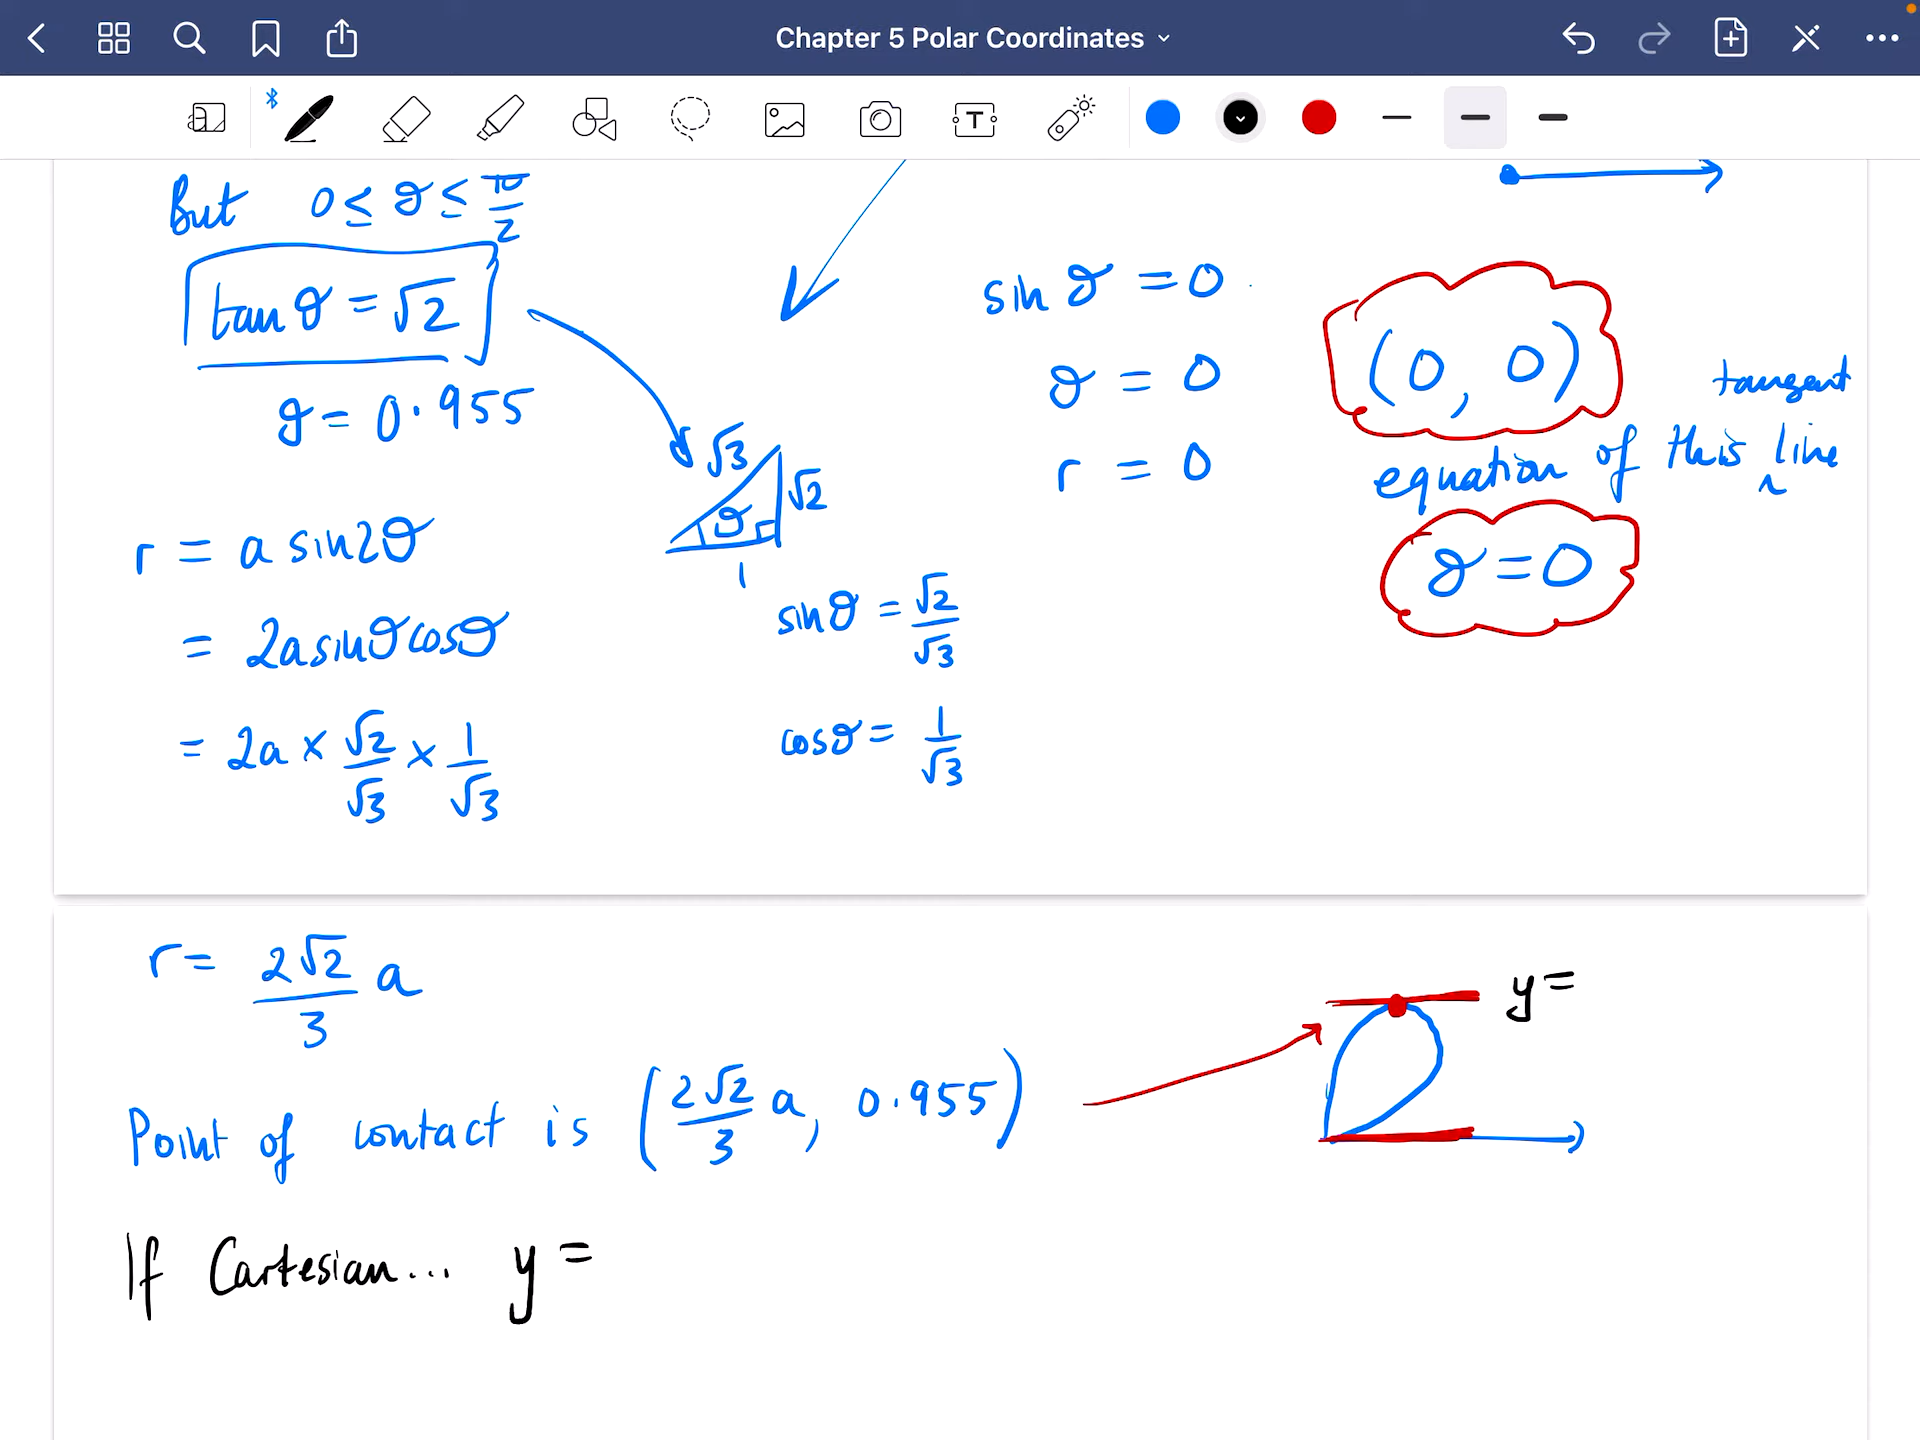 Chapter 5 Polar Coordinates
But 0 ≤ θ ≤ π/2
tanθ = √2
θ = 0.955
√3
√2
θ
1
sin θ = 0
θ = 0
r = 0
(0, 0)
tangent
equation of this line
θ = 0
r = a sin2θ
= 2a sinθ cosθ
= 2a × √2/√3 × 1/√3
sinθ = √2/√3
cosθ = 1/√3
r = 2√2/3 a
y =
Point of contact is (2√2/3 a, 0.955)
If Cartesian... y =